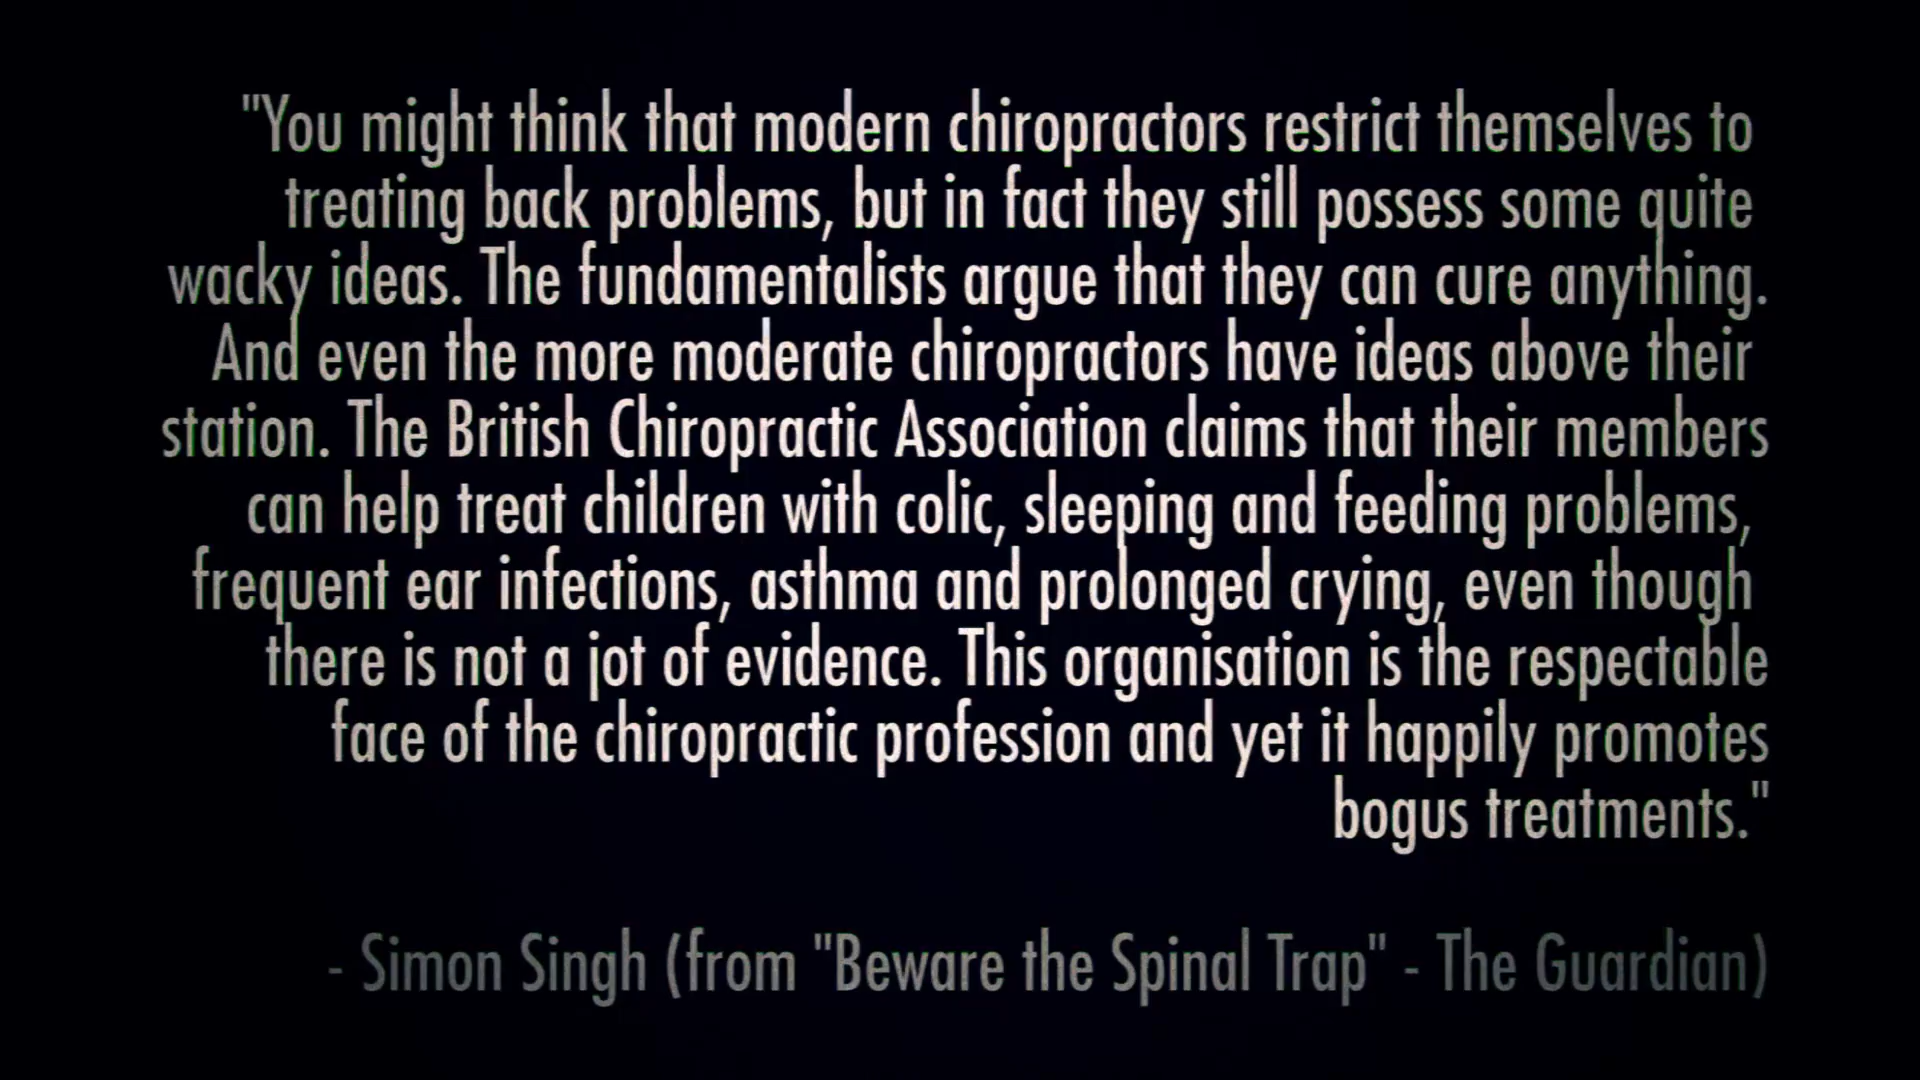 "You might think that modern chiropractors restrict themselves to
treating back problems, but in fact they still possess some quite
wacky ideas. The fundamentalists argue that they can cure anything.
And even the more moderate chiropractors have ideas above their
station. The British Chiropractic Association claims that their members
can help treat children with colic, sleeping and feeding problems,
frequent ear infections, asthma and prolonged crying, even though
there is not a jot of evidence. This organisation is the respectable
face of the chiropractic profession and yet it happily promotes
bogus treatments."
- Simon Singh (from "Beware the Spinal Trap" - The Guardian)